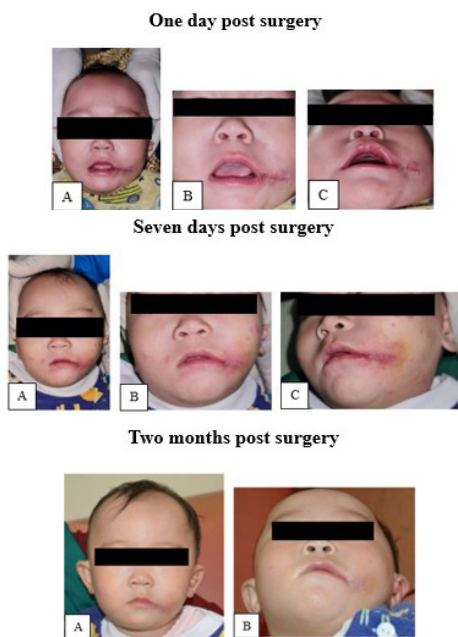 One day post surgery
A
B
C
Seven days post surgery
A
B
C
Two months post surgery
A
B